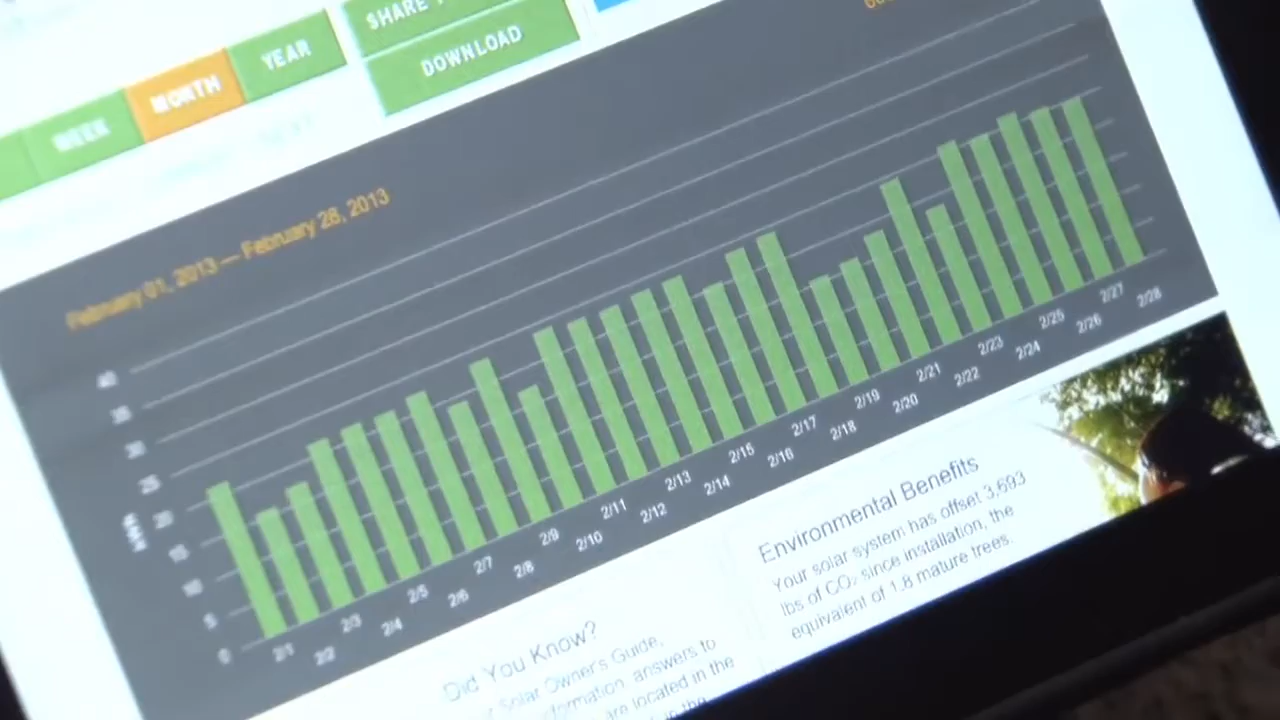 SHARE
WEEK
MONTH
YEAR
DOWNLOAD
February 01, 2013 — February 28, 2013
kWh
40
35
30
25
20
15
10
5
0
2/1
2/2
2/3
2/4
2/5
2/6
2/7
2/8
2/9
2/10
2/11
2/12
2/13
2/14
2/15
2/16
2/17
2/18
2/19
2/20
2/21
2/22
2/23
2/24
2/25
2/26
2/27
2/28
Did You Know?
Solar Owner's Guide,
answers to
are located in the
in the
Environmental Benefits
Your solar system has offset 3,693
lbs of CO₂ since installation, the
equivalent of 1.8 mature trees.